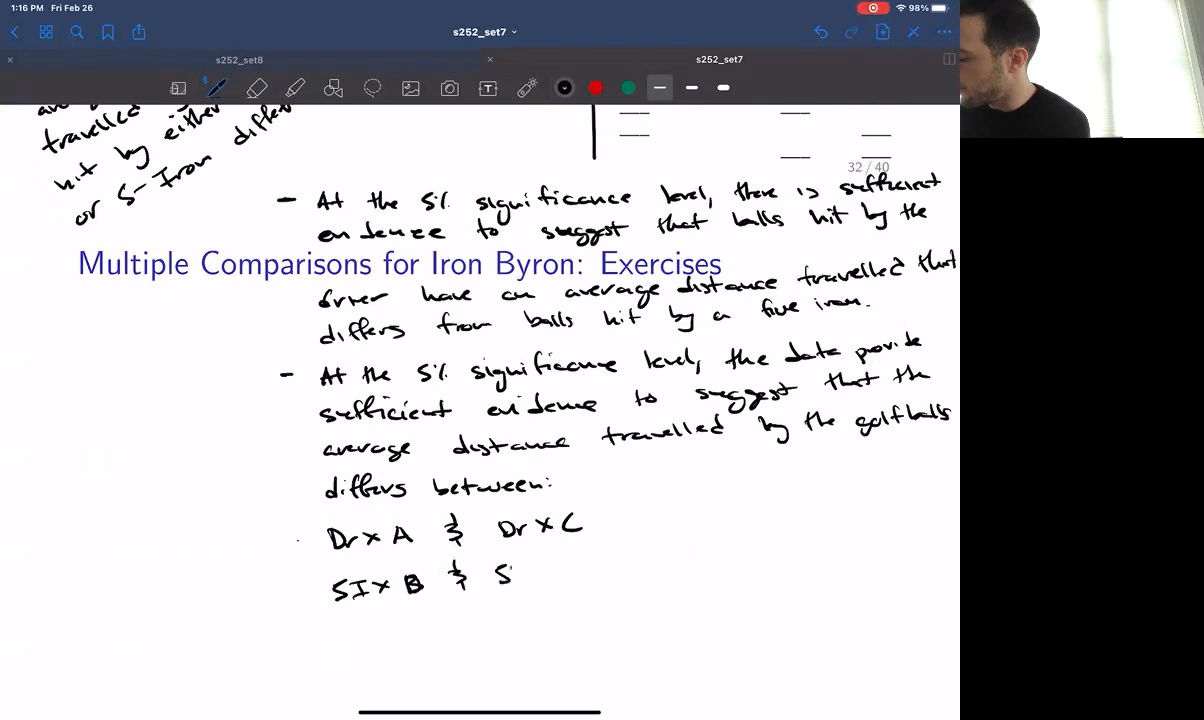 1:16 PM Fri Feb 26
98%
s252_set7
s252_set8
s252_set7
travelled
hit by either
or 5-Iron differ
32 / 40
- At the 5% significance level, there is sufficient
evidence to suggest that balls hit by the
Multiple Comparisons for Iron Byron: Exercises
driver have an average distance travelled that
differs from balls hit by a five iron.
- At the 5% significance level, the data provide
sufficient evidence to suggest that the
average distance travelled by the golf balls
differs between:
Dr x A & Dr x C
5I x B & 5